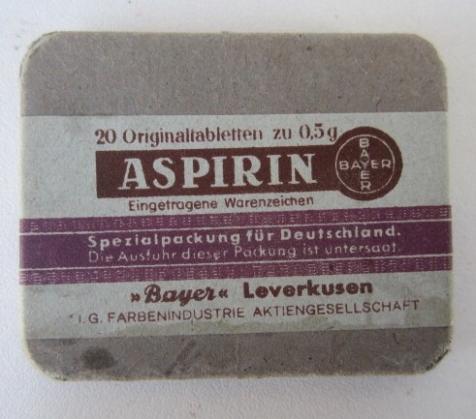 20 Originaltabletten zu 0,5g
ASPIRIN
BAYER
BAYER
Eingetragene Warenzeichen
Spezialpackung für Deutschland.
Die Ausfuhr dieser Packung ist untersagt.
»Bayer« Leverkusen
I.G. FARBENINDUSTRIE AKTIENGESELLSCHAFT